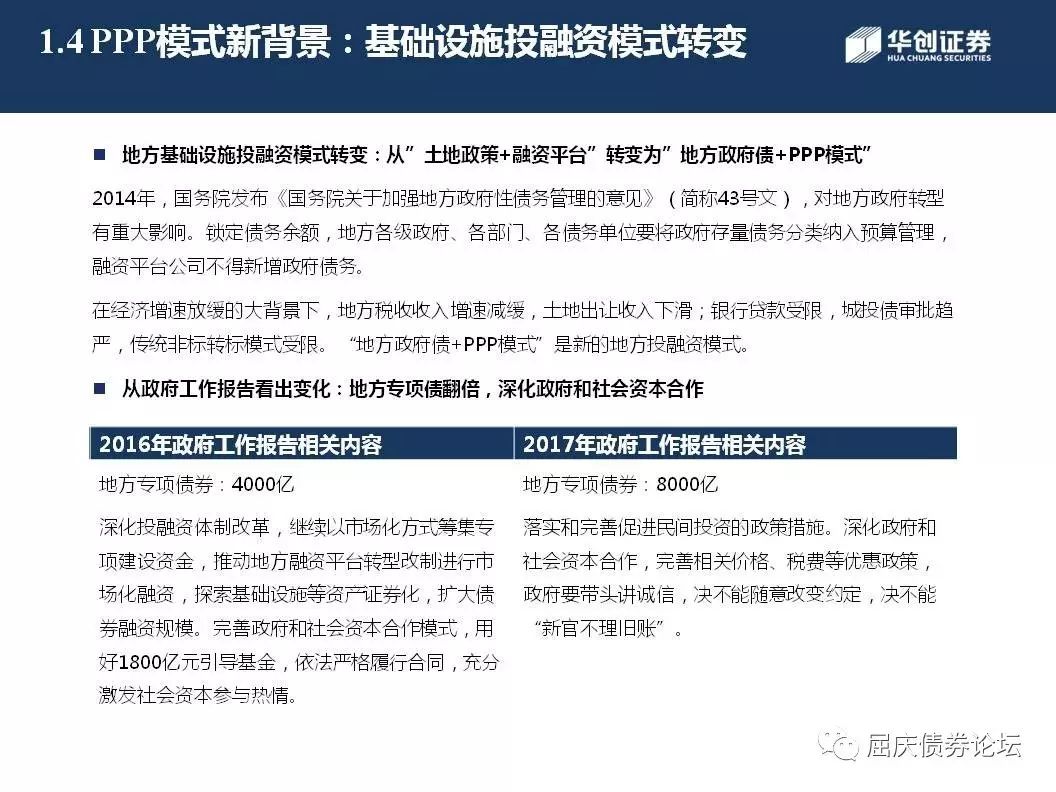 1.4 PPP模式新背景：基础设施投融资模式转变
华创证券
HUA CHUANG SECURITIES
■ 地方基础设施投融资模式转变：从”土地政策+融资平台”转变为”地方政府债+PPP模式”
2014年，国务院发布《国务院关于加强地方政府性债务管理的意见》（简称43号文），对地方政府转型
有重大影响。锁定债务余额，地方各级政府、各部门、各债务单位要将政府存量债务分类纳入预算管理，
融资平台公司不得新增政府债务。
在经济增速放缓的大背景下，地方税收收入增速减缓，土地出让收入下滑；银行贷款受限，城投债审批趋
严，传统非标转标模式受限。“地方政府债+PPP模式”是新的地方投融资模式。
■ 从政府工作报告看出变化：地方专项债翻倍，深化政府和社会资本合作
2016年政府工作报告相关内容
地方专项债券：4000亿
深化投融资体制改革，继续以市场化方式筹集专
项建设资金，推动地方融资平台转型改制进行市
场化融资，探索基础设施等资产证券化，扩大债
券融资规模。完善政府和社会资本合作模式，用
好1800亿元引导基金，依法严格履行合同，充分
激发社会资本参与热情。
2017年政府工作报告相关内容
地方专项债券：8000亿
落实和完善促进民间投资的政策措施。深化政府和
社会资本合作，完善相关价格、税费等优惠政策，
政府要带头讲诚信，决不能随意改变约定，决不能
“新官不理旧账”。
屈庆债券论坛